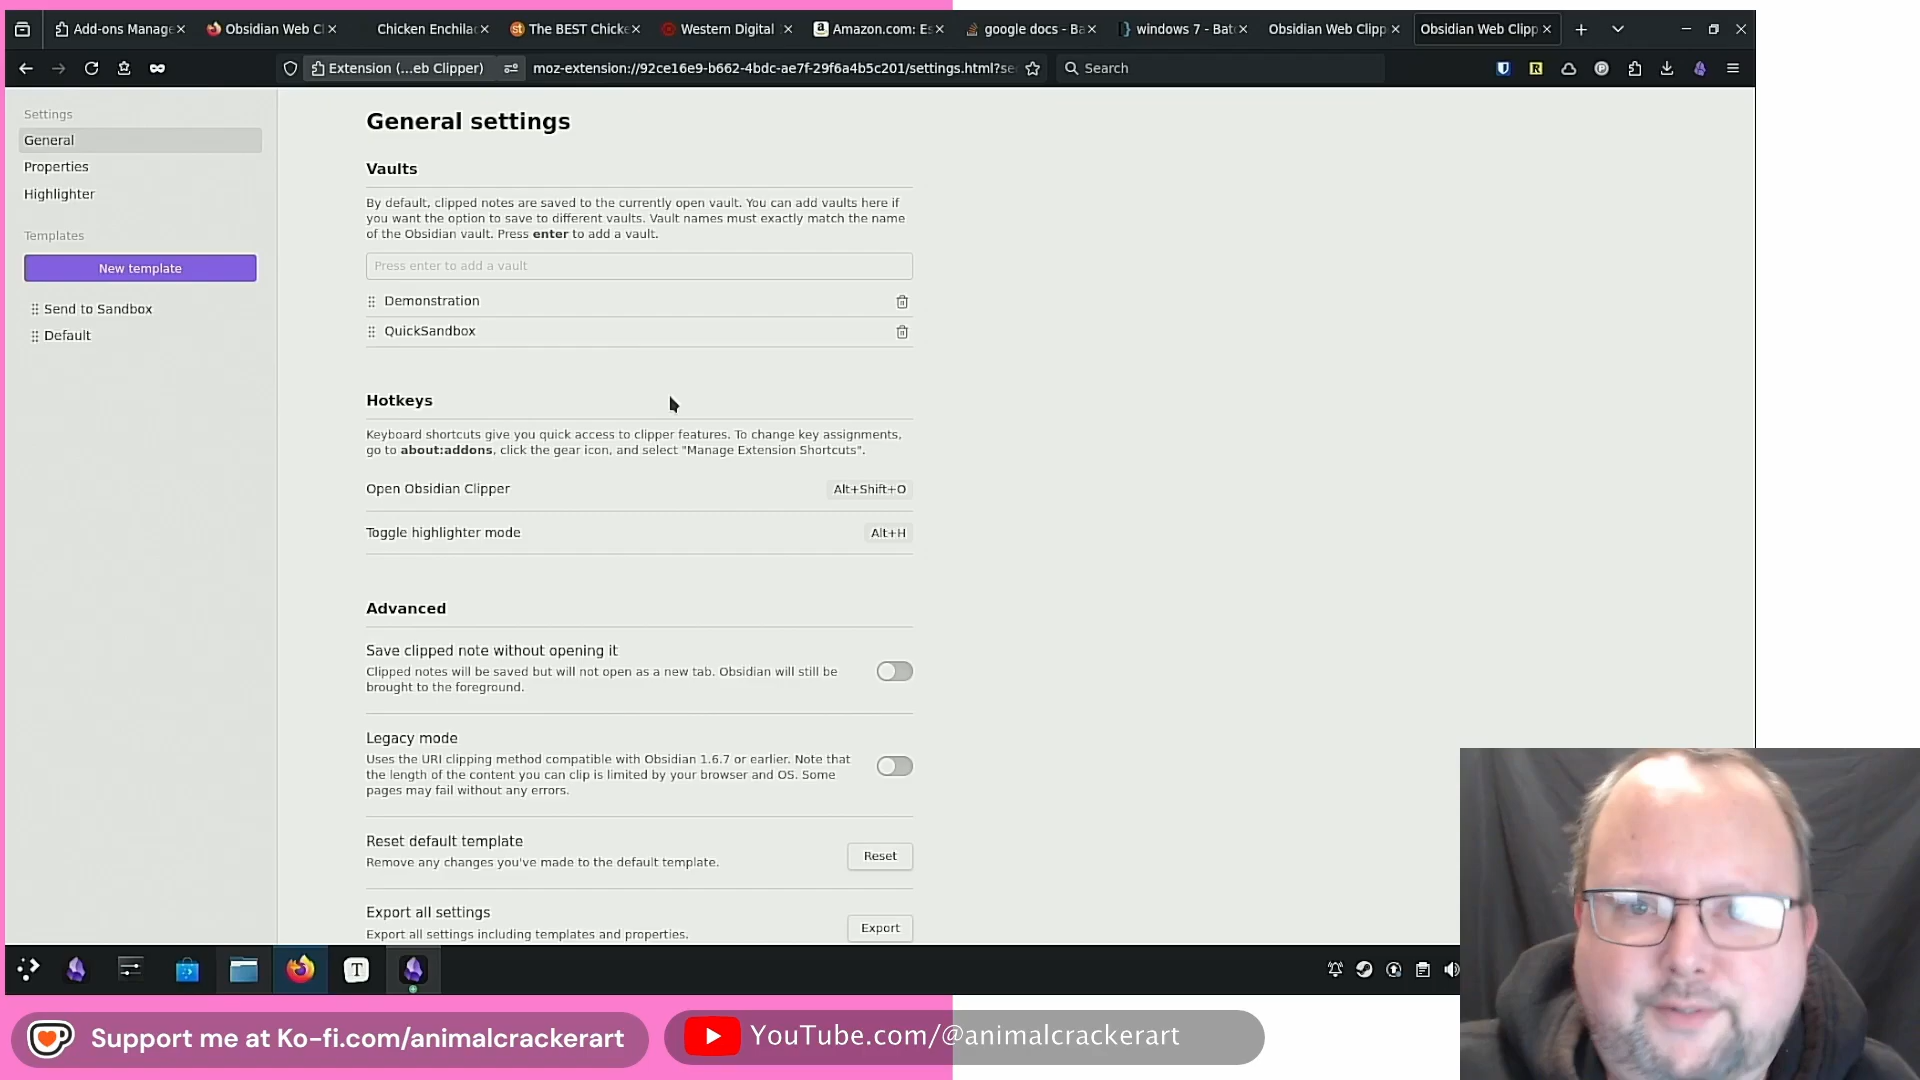 Add-ons Manage
Obsidian Web Cl
Chicken Enchila
The BEST Chicke
Western Digital
Amazon.com: Es
google docs - Ba
windows 7 - Bat
Obsidian Web Clipp
Obsidian Web Clipp
Extension (...eb Clipper)
moz-extension://92ce16e9-b662-4bdc-ae7f-29f6a4b5c201/settings.html?se
Search
Settings
General
Properties
Highlighter
Templates
New template
Send to Sandbox
Default
General settings
Vaults
By default, clipped notes are saved to the currently open vault. You can add vaults here if
you want the option to save to different vaults. Vault names must exactly match the name
of the Obsidian vault. Press enter to add a vault.
Press enter to add a vault
Demonstration
QuickSandbox
Hotkeys
Keyboard shortcuts give you quick access to clipper features. To change key assignments,
go to about:addons, click the gear icon, and select "Manage Extension Shortcuts".
Open Obsidian Clipper
Alt+Shift+O
Toggle highlighter mode
Alt+H
Advanced
Save clipped note without opening it
Clipped notes will be saved but will not open as a new tab. Obsidian will still be
brought to the foreground.
Legacy mode
Uses the URI clipping method compatible with Obsidian 1.6.7 or earlier. Note that
the length of the content you can clip is limited by your browser and OS. Some
pages may fail without any errors.
Reset default template
Remove any changes you've made to the default template.
Reset
Export all settings
Export all settings including templates and properties.
Export
Support me at Ko-fi.com/animalcrackerart
YouTube.com/@animalcrackerart